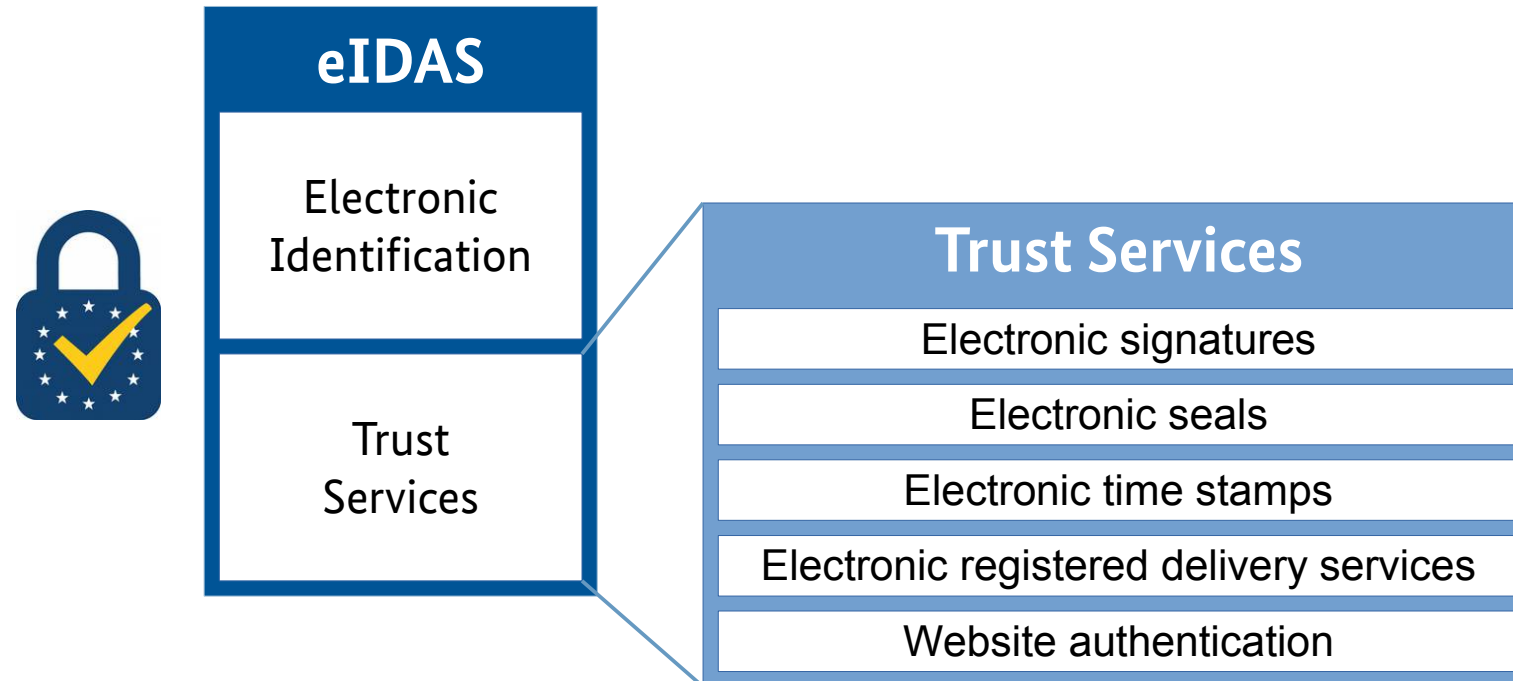 eIDAS
Electronic
Identification
Trust
Services
Trust Services
Electronic signatures
Electronic seals
Electronic time stamps
Electronic registered delivery services
Website authentication